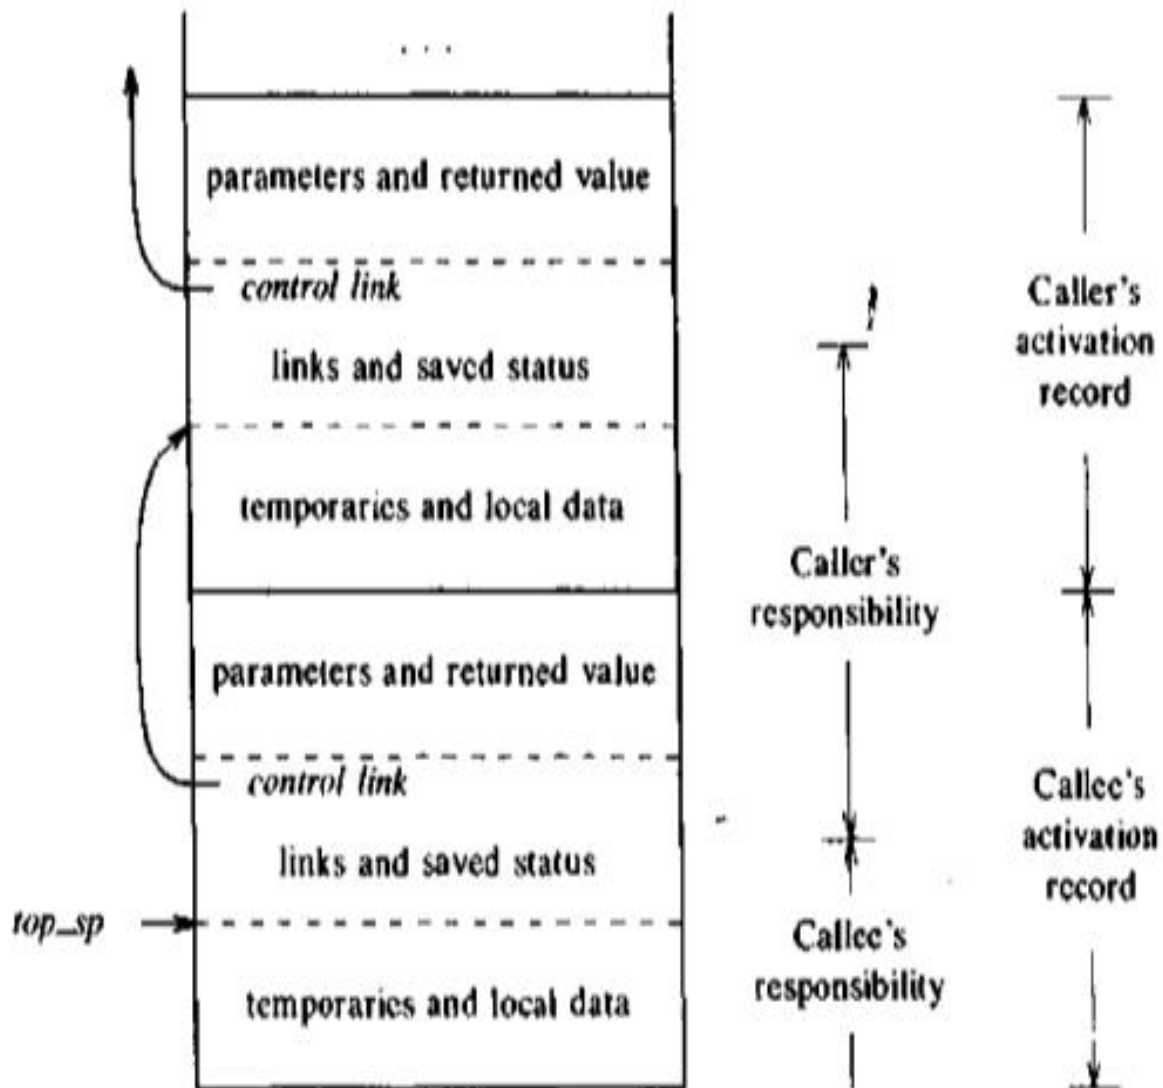 . . .
parameters and returned value
control link
links and saved status
temporaries and local data
parameters and returned value
control link
links and saved status
top_sp
temporaries and local data
Caller's
responsibility
Callee's
responsibility
Caller's
activation
record
Callee's
activation
record